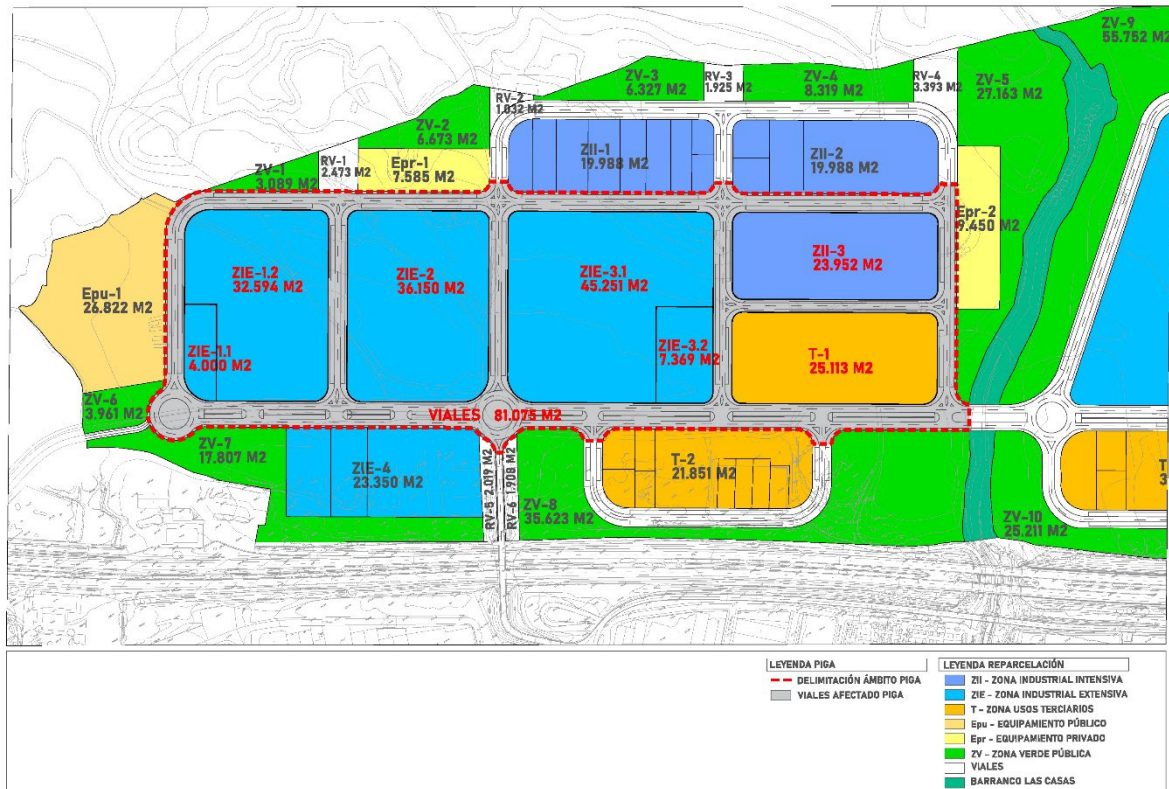 ZV-9
55.752 M2
ZV-3
6.327 M2
RV-3
1.925 M2
ZV-4
8.319 M2
RV-4
3.393 M2
ZV-5
27.163 M2
RV-2
1.032 M2
ZV-2
6.673 M2
ZII-1
19.988 M2
ZII-2
19.988 M2
RV-1
2.473 M2
Epr-1
7.585 M2
ZV-1
3.089 M2
Epr-2
9.450 M2
ZIE-1.2
32.594 M2
ZIE-2
36.150 M2
ZIE-3.1
45.251 M2
ZII-3
23.952 M2
Epu-1
26.822 M2
ZIE-1.1
4.000 M2
ZIE-3.2
7.369 M2
T-1
25.113 M2
ZV-6
3.961 M2
VIALES 81.075 M2
ZV-7
17.807 M2
ZIE-4
23.350 M2
RV-5 2.019 M2
RV-6 1.908 M2
ZV-8
35.623 M2
T-2
21.851 M2
T
3
ZV-10
25.211 M2
LEYENDA PIGA
DELIMITACIÓN ÁMBITO PIGA
VIALES AFECTADO PIGA
LEYENDA REPARCELACIÓN
ZII - ZONA INDUSTRIAL INTENSIVA
ZIE - ZONA INDUSTRIAL EXTENSIVA
T - ZONA USOS TERCIARIOS
Epu - EQUIPAMIENTO PÚBLICO
Epr - EQUIPAMIENTO PRIVADO
ZV - ZONA VERDE PÚBLICA
VIALES
BARRANCO LAS CASAS